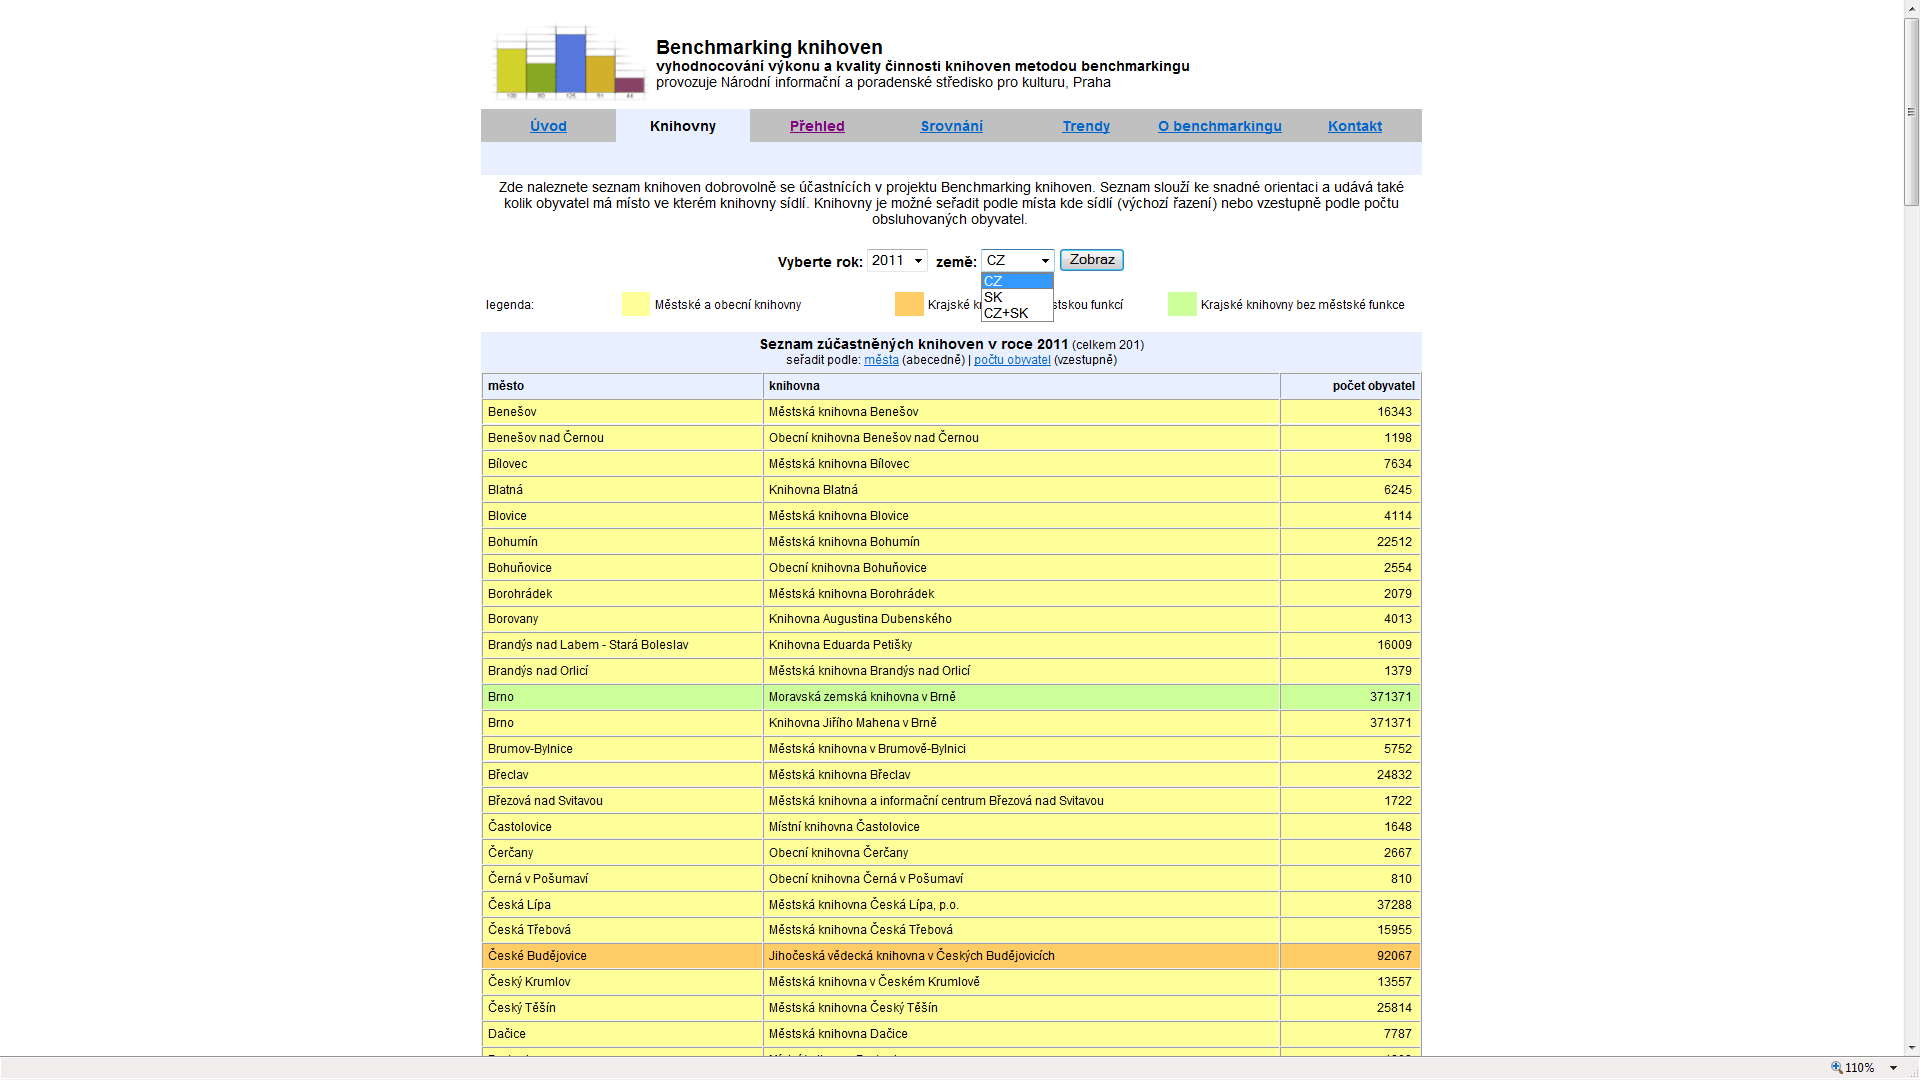 Benchmarking knihoven
vyhodnocování výkonu a kvality činnosti knihoven metodou benchmarkingu
provozuje Národní informační a poradenské středisko pro kulturu, Praha
Úvod Knihovny Přehled Srovnání Trendy O benchmarkingu Kontakt
Zde naleznete seznam knihoven dobrovolně se účastnících v projektu Benchmarking knihoven. Seznam slouží ke snadné orientaci a udává také
kolik obyvatel má místo ve kterém knihovny sídlí. Knihovny je možné seřadit podle místa kde sídlí (výchozí řazení) nebo vzestupně podle počtu
obsluhovaných obyvatel.
Vyberte rok: 2011 země: CZ Zobraz
CZ
SK
CZ+SK
legenda: Městské a obecní knihovny Krajské stskou funkcí Krajské knihovny bez městské funkce
Seznam zúčastněných knihoven v roce 2011 (celkem 201)
seřadit podle: města (abecedně) | počtu obyvatel (vzestupně)
město knihovna počet obyvatel
Benešov Městská knihovna Benešov 16343
Benešov nad Černou Obecní knihovna Benešov nad Černou 1198
Bílovec Městská knihovna Bílovec 7634
Blatná Knihovna Blatná 6245
Blovice Městská knihovna Blovice 4114
Bohumín Městská knihovna Bohumín 22512
Bohuňovice Obecní knihovna Bohuňovice 2554
Borohrádek Městská knihovna Borohrádek 2079
Borovany Knihovna Augustina Dubenského 4013
Brandýs nad Labem - Stará Boleslav Knihovna Eduarda Petišky 16009
Brandýs nad Orlicí Městská knihovna Brandýs nad Orlicí 1379
Brno Moravská zemská knihovna v Brně 371371
Brno Knihovna Jiřího Mahena v Brně 371371
Brumov-Bylnice Městská knihovna v Brumově-Bylnici 5752
Břeclav Městská knihovna Břeclav 24832
Březová nad Svitavou Městská knihovna a informační centrum Březová nad Svitavou 1722
Častolovice Místní knihovna Častolovice 1648
Čerčany Obecní knihovna Čerčany 2667
Černá v Pošumaví Obecní knihovna Černá v Pošumaví 810
Česká Lípa Městská knihovna Česká Lípa, p.o. 37288
Česká Třebová Městská knihovna Česká Třebová 15955
České Budějovice Jihočeská vědecká knihovna v Českých Budějovicích 92067
Český Krumlov Městská knihovna v Českém Krumlově 13557
Český Těšín Městská knihovna Český Těšín 25814
Dačice Městská knihovna Dačice 7787
110%